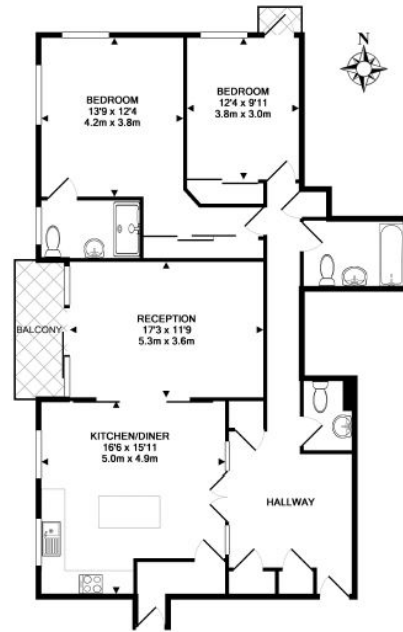 N
BEDROOM
13'9 x 12'4
4.2m x 3.8m
BEDROOM
12'4 x 9'11
3.8m x 3.0m
RECEPTION
17'3 x 11'9
5.3m x 3.6m
BALCONY
KITCHEN/DINER
16'6 x 15'11
5.0m x 4.9m
HALLWAY